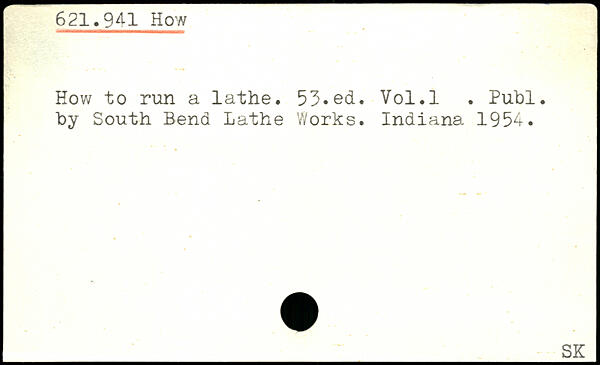 621.941 How
How to run a lathe. 53.ed. Vol.1 . Publ.
by South Bend Lathe Works. Indiana 1954.
SK